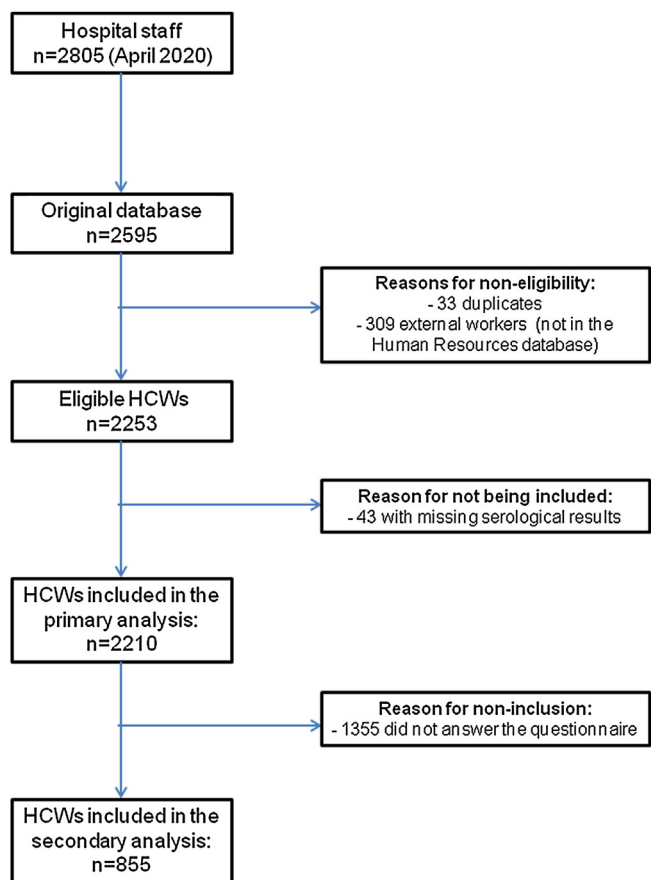 Hospital staff
n=2805 (April 2020)
Original database
n=2595
Reasons for non-eligibility:
- 33 duplicates
- 309 external workers (not in the
Human Resources database)
Eligible HCWs
n=2253
Reason for not being included:
- 43 with missing serological results
HCWs included in the
primary analysis:
n=2210
Reason for non-inclusion:
- 1355 did not answer the questionnaire
HCWs included in the
secondary analysis:
n=855